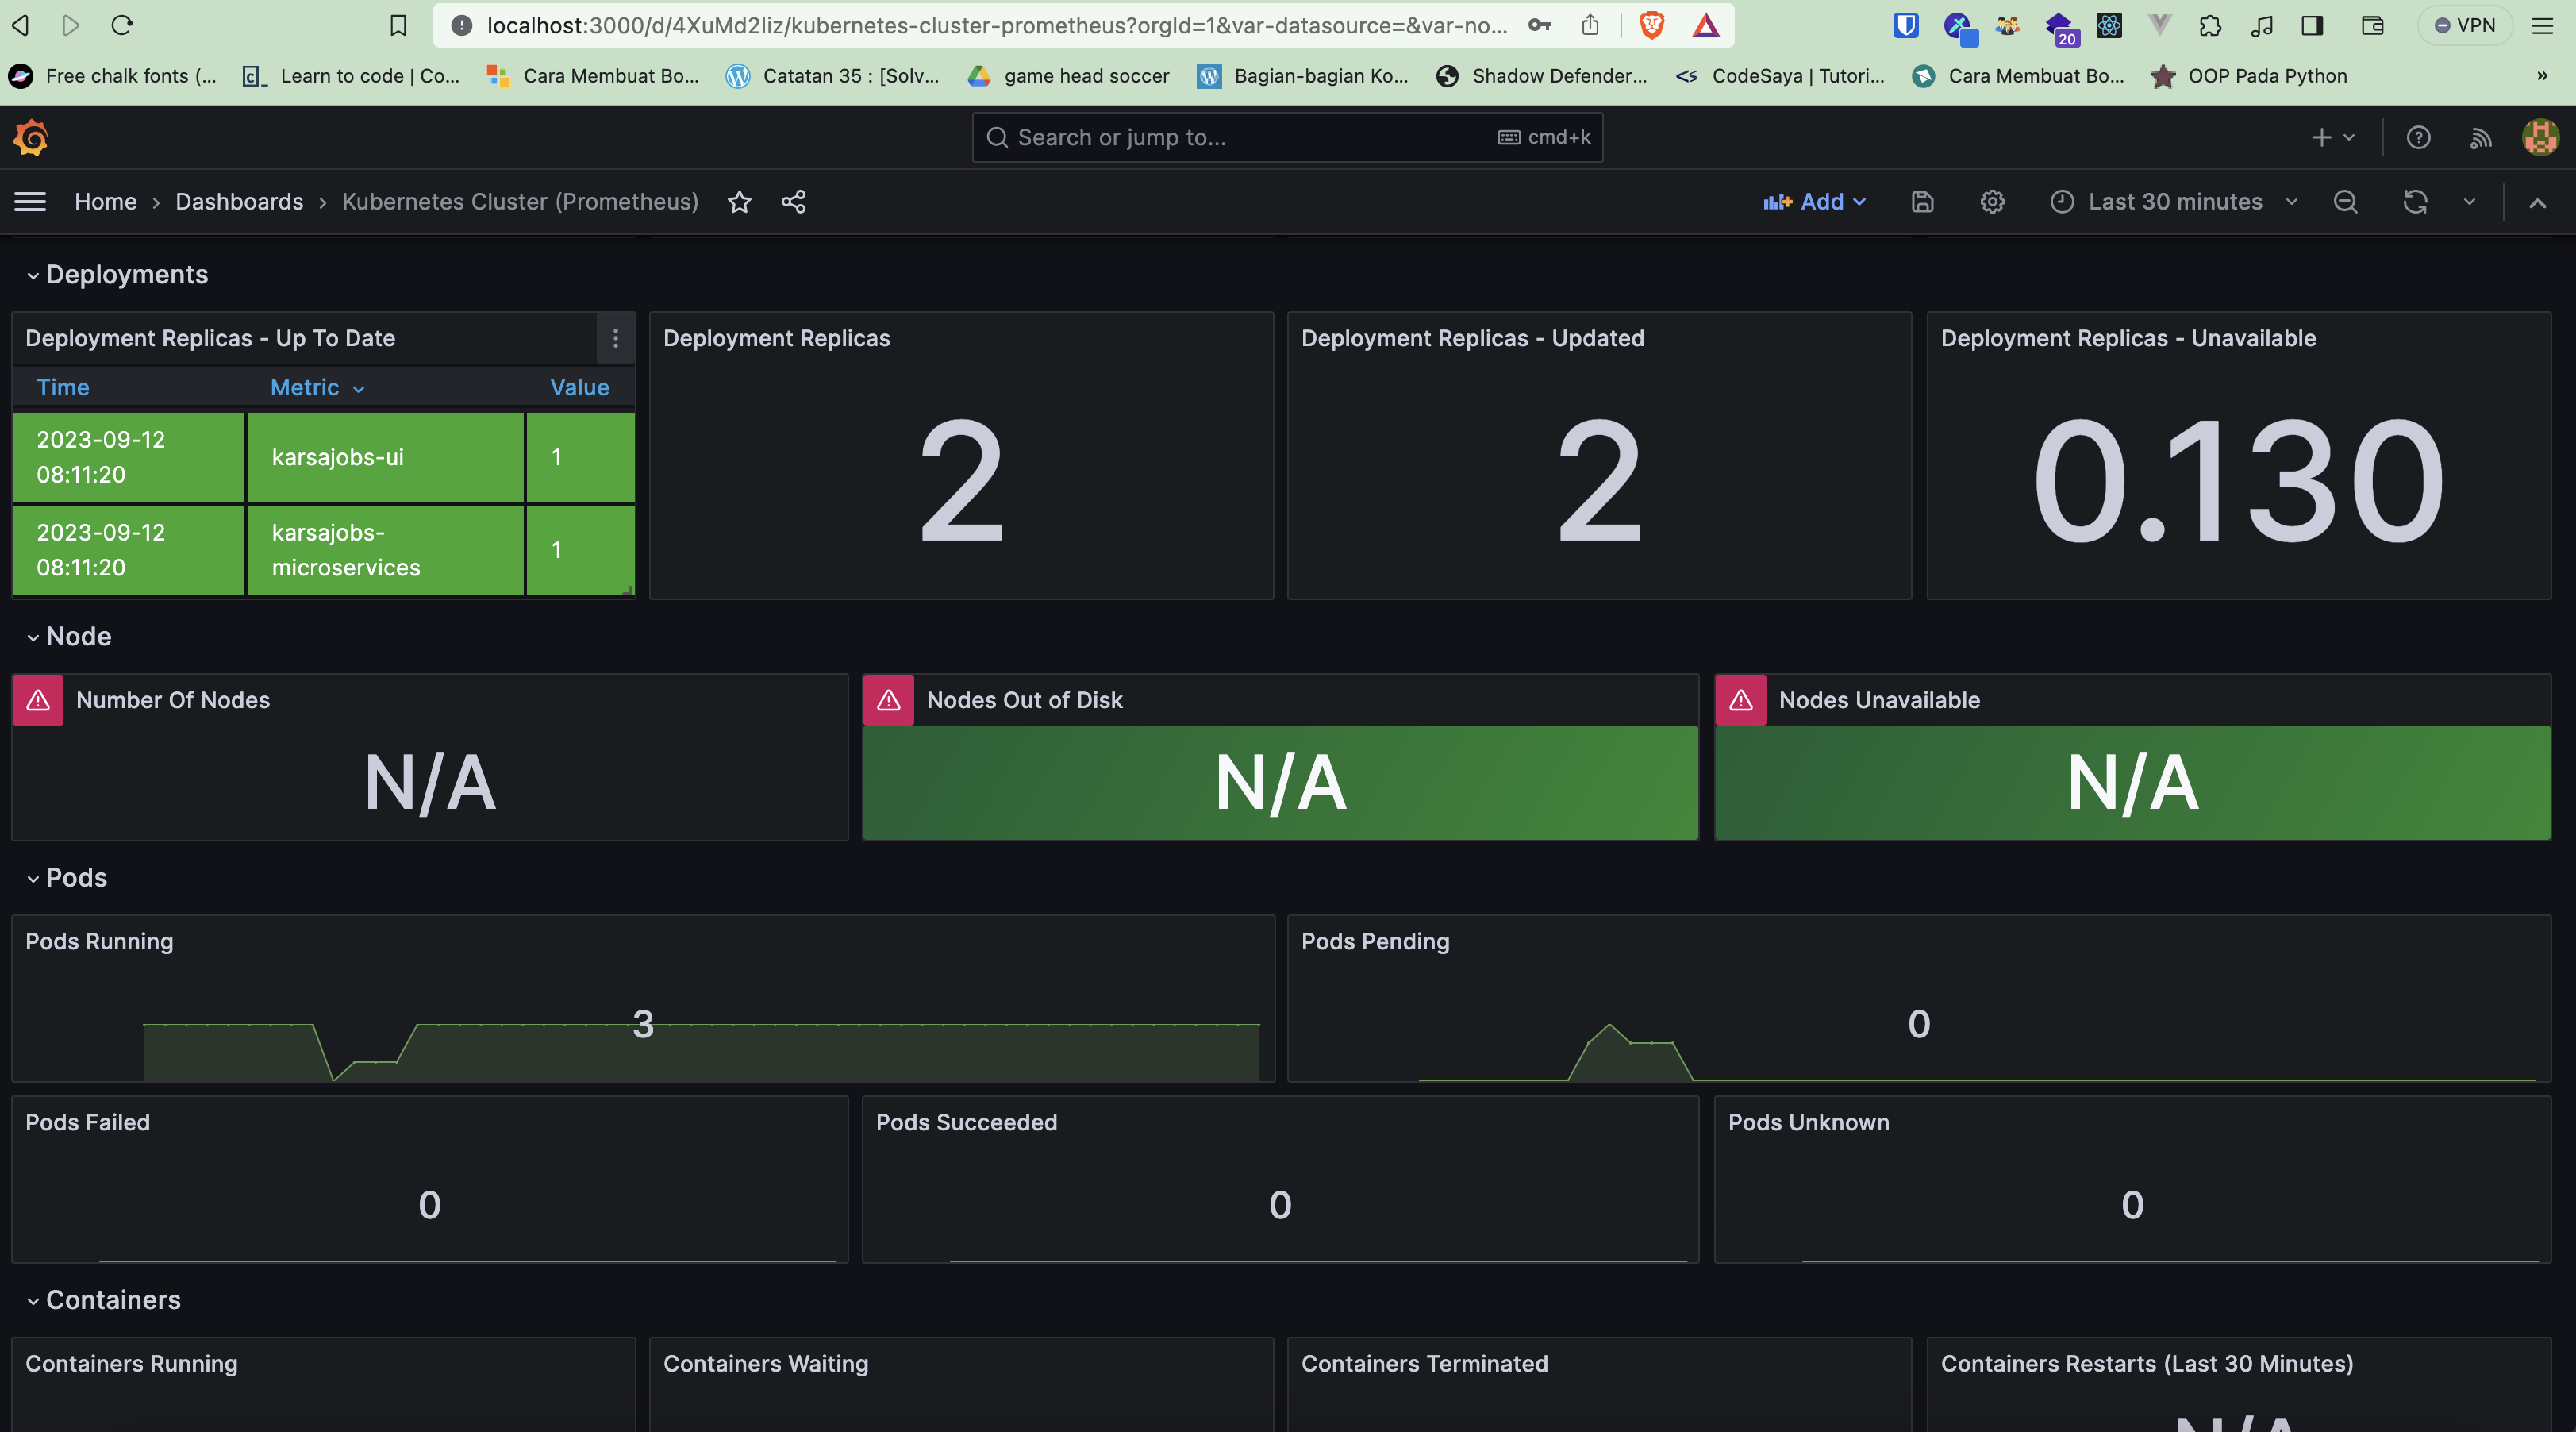 localhost:3000/d/4XuMd2Iiz/kubernetes-cluster-prometheus?orgId=1&var-datasource=&var-no...
20
VPN
Free chalk fonts (...
Learn to code | Co...
Cara Membuat Bo...
Catatan 35 : [Solv...
game head soccer
Bagian-bagian Ko...
Shadow Defender...
CodeSaya | Tutori...
Cara Membuat Bo...
OOP Pada Python
»
Search or jump to...
cmd+k
Home › Dashboards › Kubernetes Cluster (Prometheus)
Add
Last 30 minutes
Deployments
Deployment Replicas - Up To Date
Time Metric Value
2023-09-12
08:11:20
karsajobs-ui
1
2023-09-12
08:11:20
karsajobs-
microservices
1
Deployment Replicas
2
Deployment Replicas - Updated
2
Deployment Replicas - Unavailable
0.130
Node
Number Of Nodes
N/A
Nodes Out of Disk
N/A
Nodes Unavailable
N/A
Pods
Pods Running
3
Pods Pending
0
Pods Failed
0
Pods Succeeded
0
Pods Unknown
0
Containers
Containers Running
Containers Waiting
Containers Terminated
Containers Restarts (Last 30 Minutes)
N/A